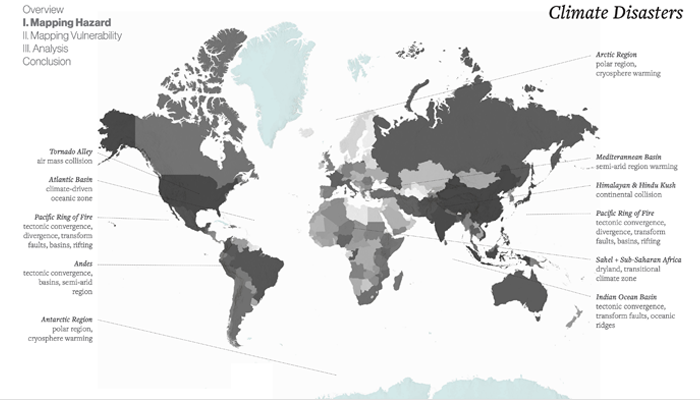 Overview
I. Mapping Hazard
II. Mapping Vulnerability
III. Analysis
Conclusion
Climate Disasters
Tornado Alley
air mass collision
Atlantic Basin
climate-driven
oceanic zone
Pacific Ring of Fire
tectonic convergence,
divergence, transform
faults, basins, rifting
Andes
tectonic convergence,
basins, semi-arid
region
Antarctic Region
polar region,
cryosphere warming
Arctic Region
polar region,
cryosphere warming
Mediterannean Basin
semi-arid region warming
Himalayan & Hindu Kush
continental collision
Pacific Ring of Fire
tectonic convergence,
divergence, transform
faults, basins, rifting
Sahel + Sub-Saharan Africa
dryland, transitional
climate zone
Indian Ocean Basin
tectonic convergence,
transform faults, oceanic
ridges